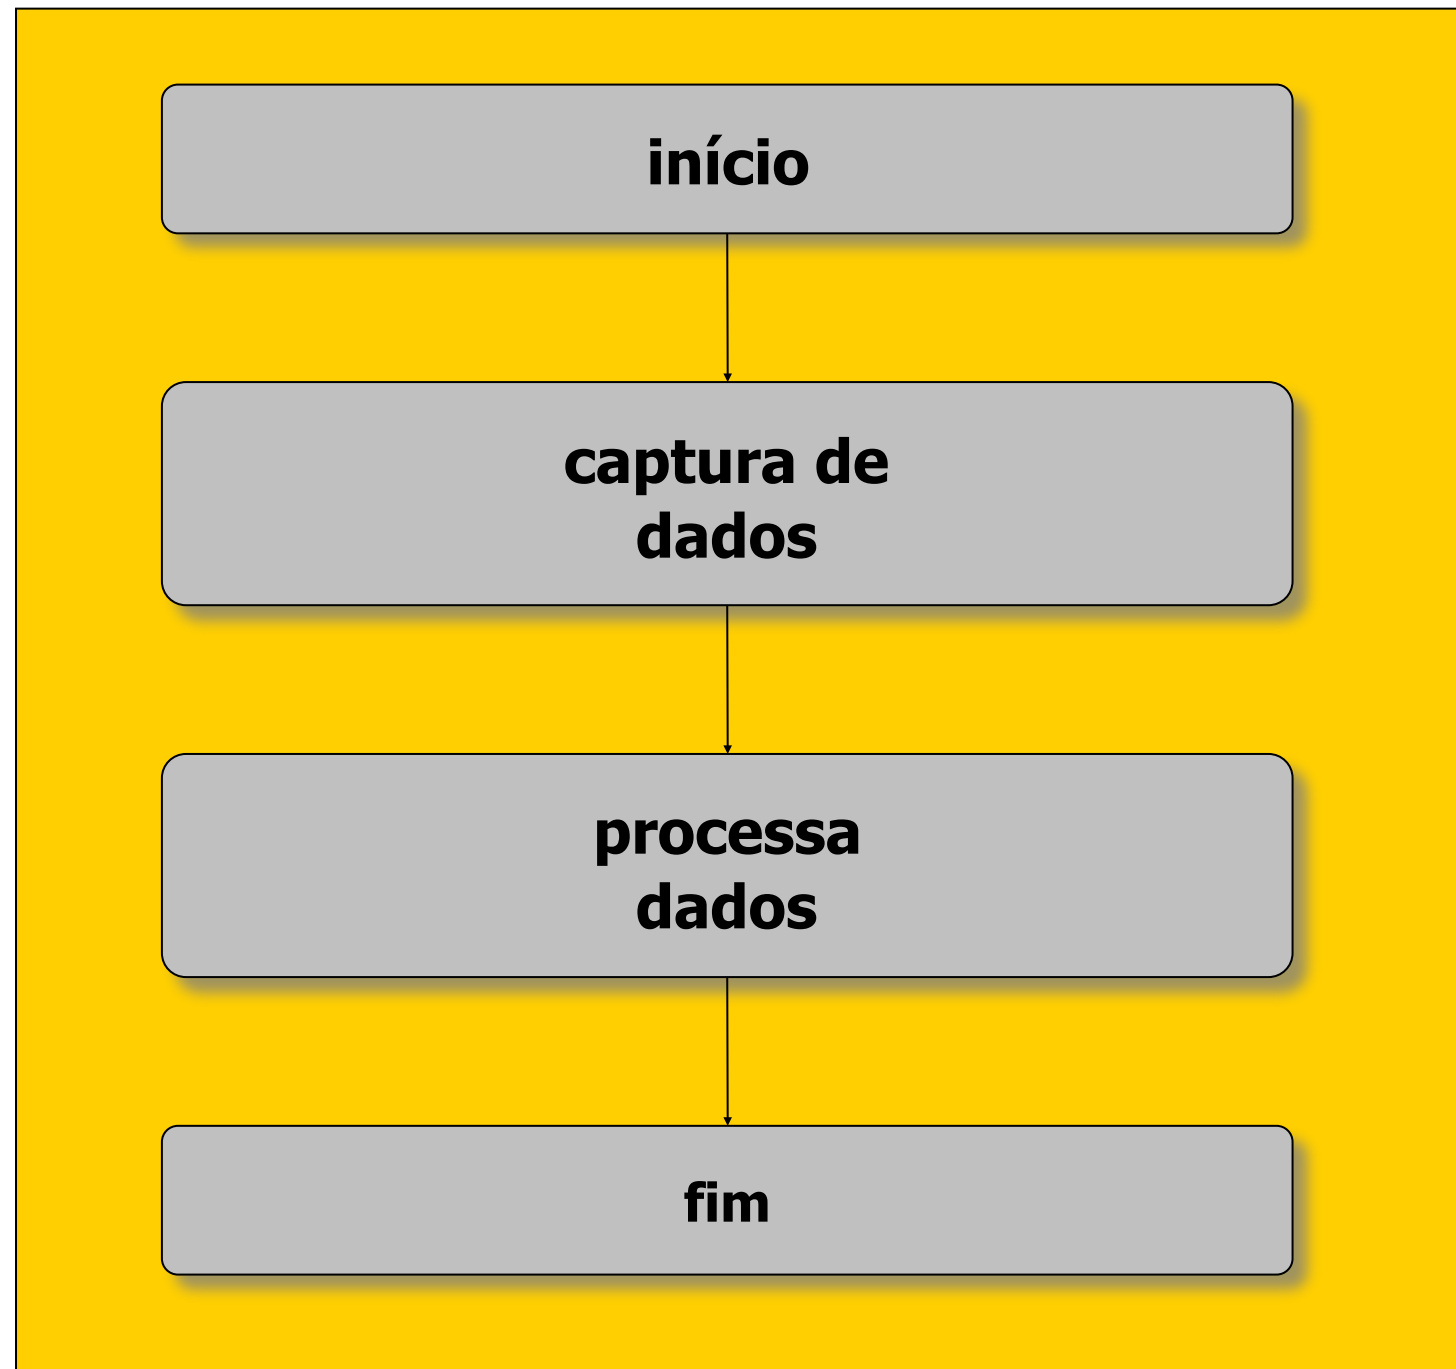 início
captura de
dados
processa
dados
fim